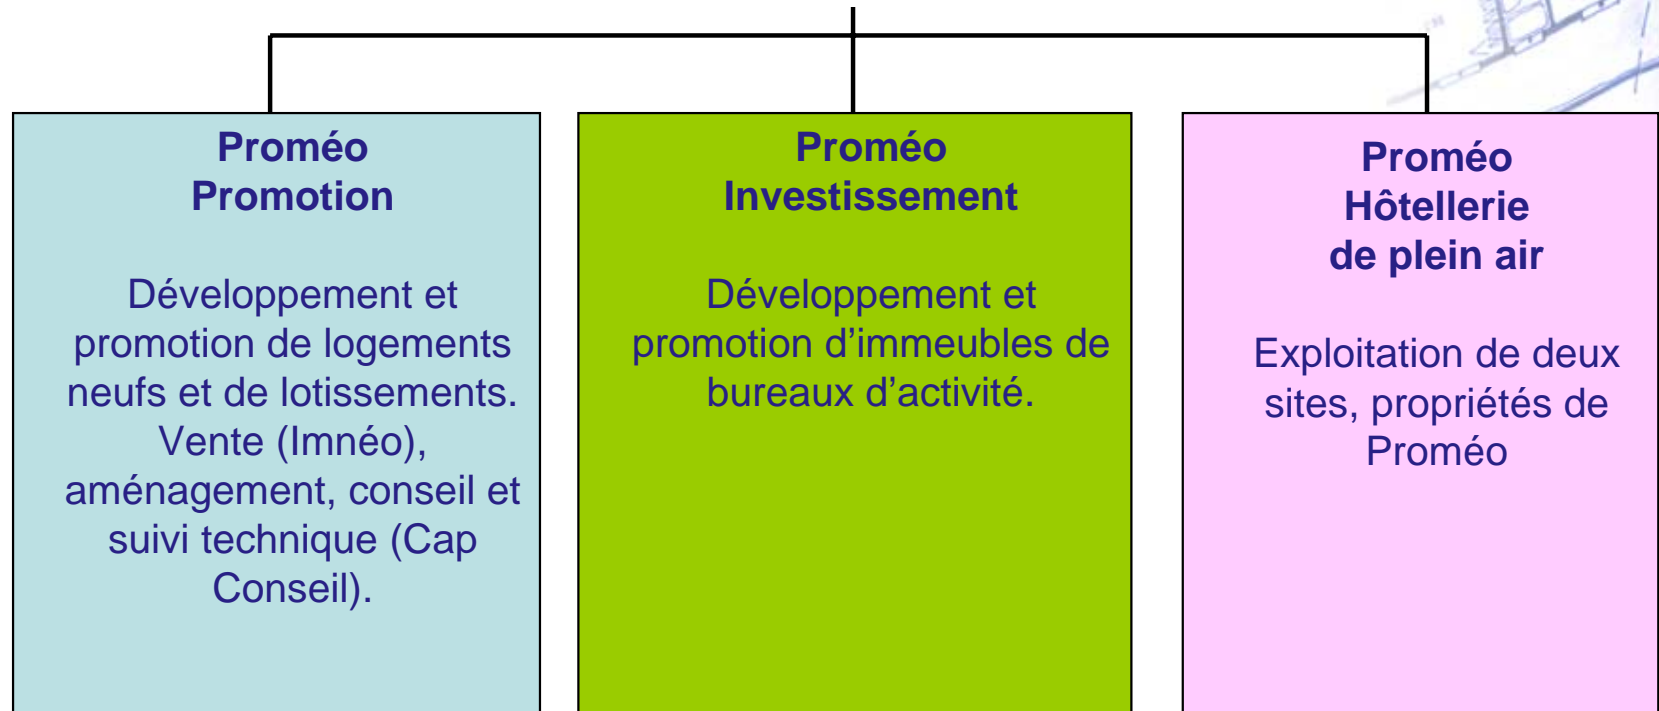 Proméo
Promotion
Développement et
promotion de logements
neufs et de lotissements.
Vente (Imnéo),
aménagement, conseil et
suivi technique (Cap
Conseil).
Proméo
Investissement
Développement et
promotion d’immeubles de
bureaux d’activité.
Proméo
Hôtellerie
de plein air
Exploitation de deux
sites, propriétés de
Proméo